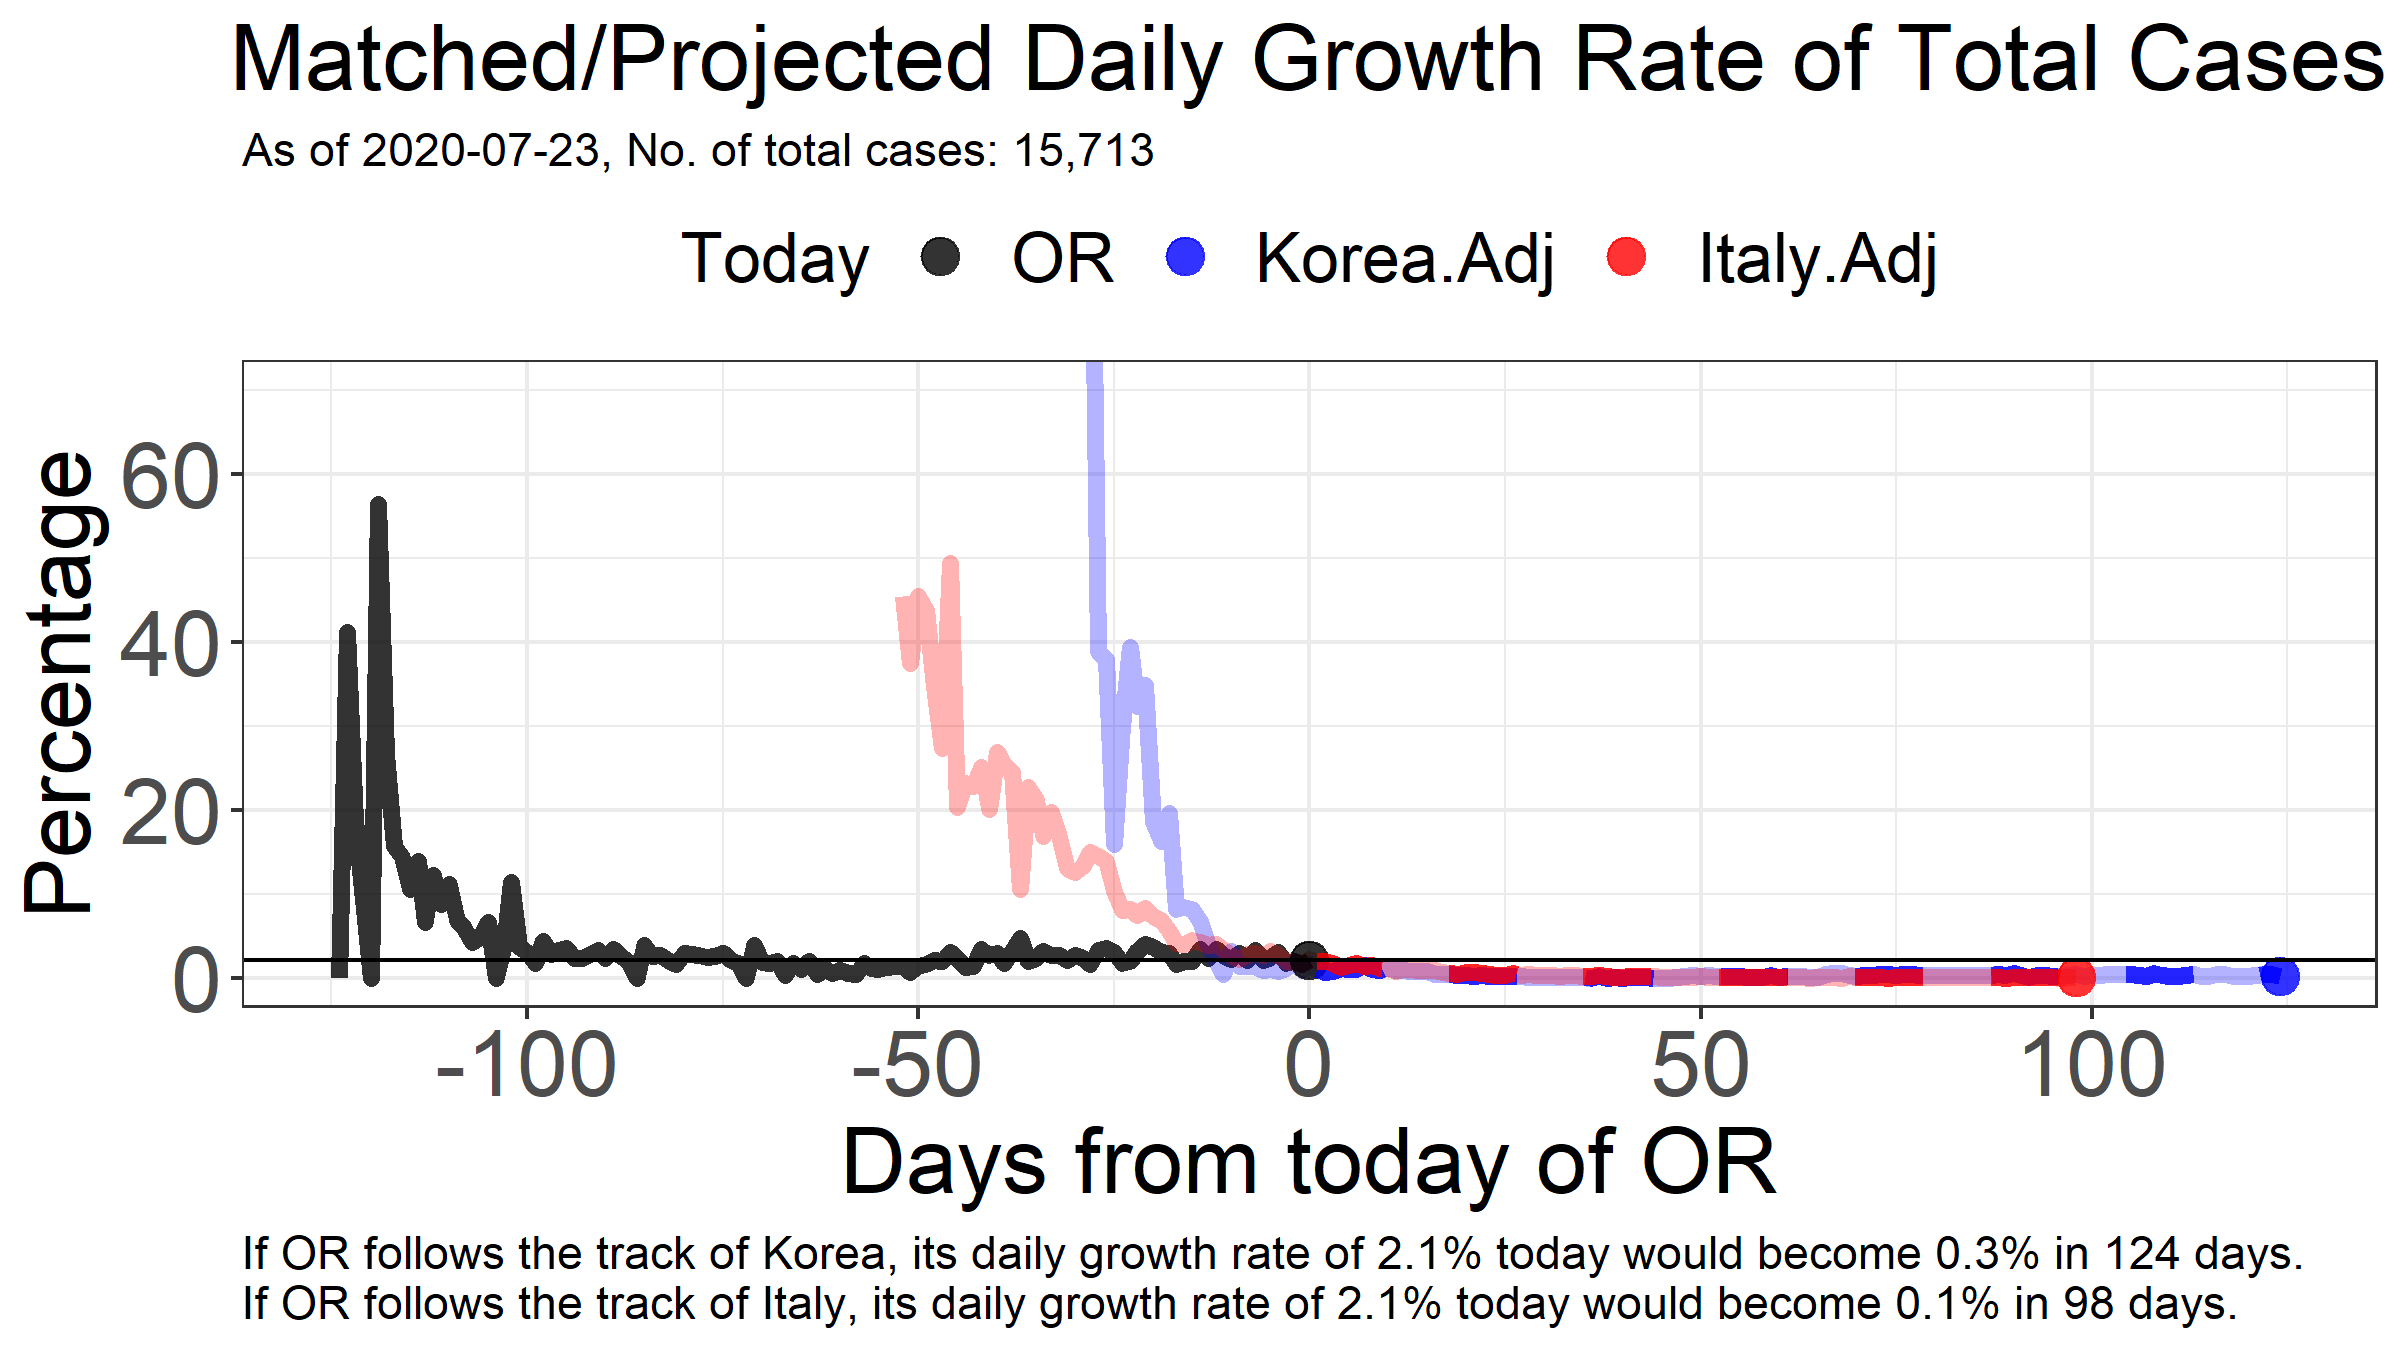 Matched/Projected Daily Growth Rate of Total Cases
As of 2020-07-23, No. of total cases: 15,713
Today OR Korea.Adj Italy.Adj
Percentage
60
40
20
0
-100 -50 0 50 100
Days from today of OR
If OR follows the track of Korea, its daily growth rate of 2.1% today would become 0.3% in 124 days.
If OR follows the track of Italy, its daily growth rate of 2.1% today would become 0.1% in 98 days.